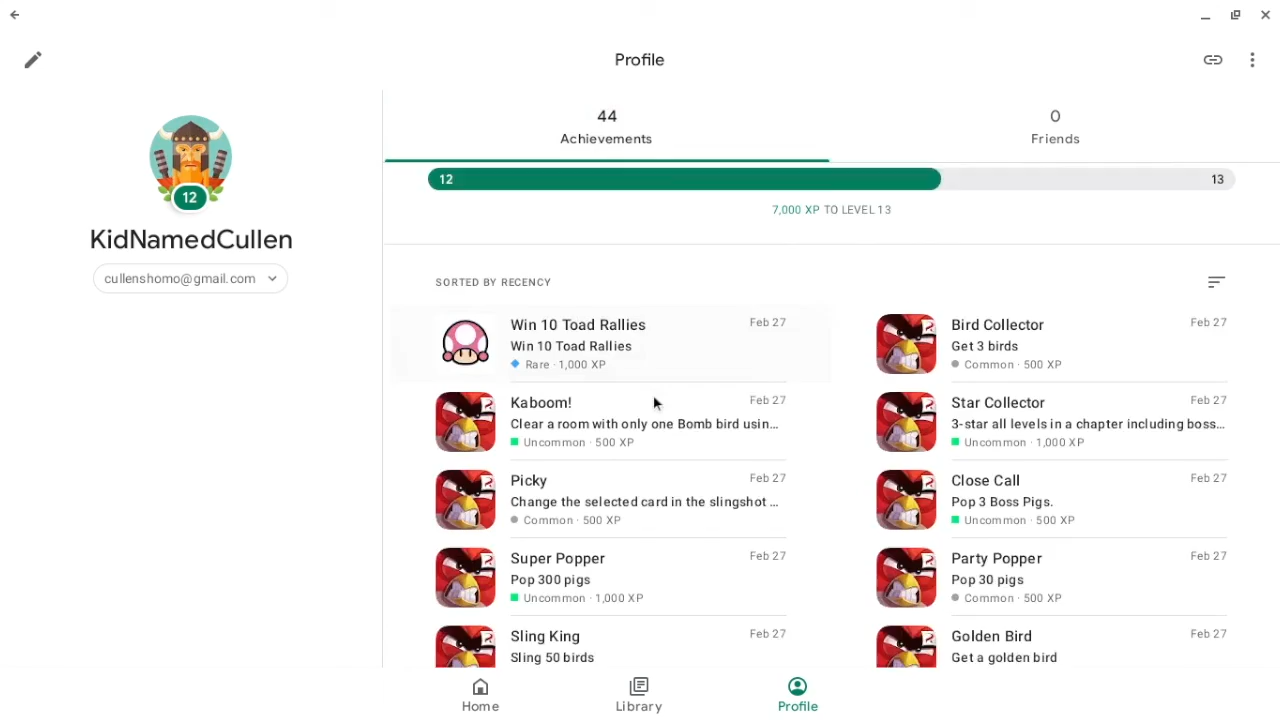 Profile
12
KidNamedCullen
cullenshomo@gmail.com
44
Achievements
0
Friends
12
13
7,000 XP TO LEVEL 13
SORTED BY RECENCY
Win 10 Toad Rallies
Feb 27
Win 10 Toad Rallies
Rare · 1,000 XP
Bird Collector
Feb 27
Get 3 birds
Common · 500 XP
Kaboom!
Feb 27
Clear a room with only one Bomb bird usin...
Uncommon · 500 XP
Star Collector
Feb 27
3-star all levels in a chapter including boss...
Uncommon · 1,000 XP
Picky
Feb 27
Change the selected card in the slingshot ...
Common · 500 XP
Close Call
Feb 27
Pop 3 Boss Pigs.
Uncommon · 500 XP
Super Popper
Feb 27
Pop 300 pigs
Uncommon · 1,000 XP
Party Popper
Feb 27
Pop 30 pigs
Common · 500 XP
Sling King
Feb 27
Sling 50 birds
Golden Bird
Feb 27
Get a golden bird
Home
Library
Profile